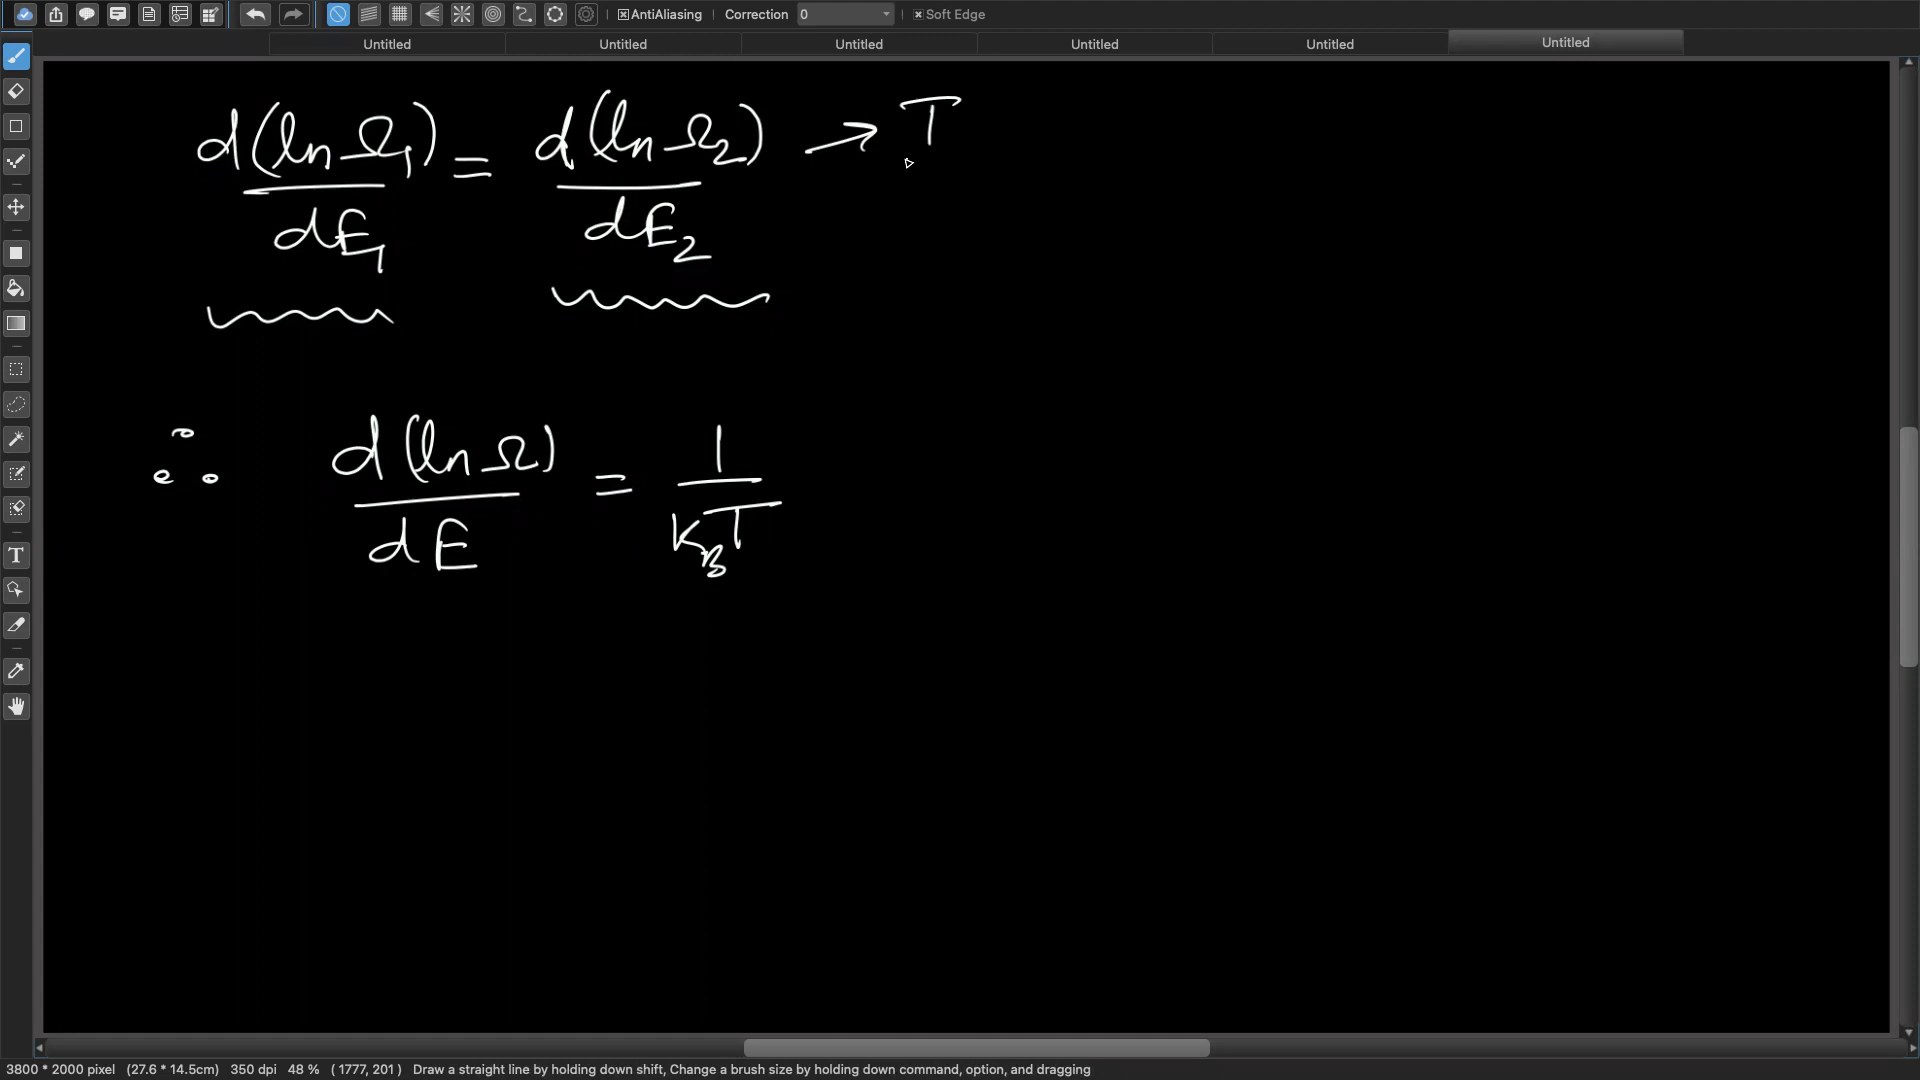 AntiAliasing Correction 0 Soft Edge
Untitled Untitled Untitled Untitled Untitled Untitled
d(ln Ω₁)/dE₁ = d(ln Ω₂)/dE₂ → T
∴ d(ln Ω)/dE = 1/k_BT
T
3800 * 2000 pixel (27.6 * 14.5cm) 350 dpi 48 % ( 1777, 201 ) Draw a straight line by holding down shift, Change a brush size by holding down command, option, and dragging